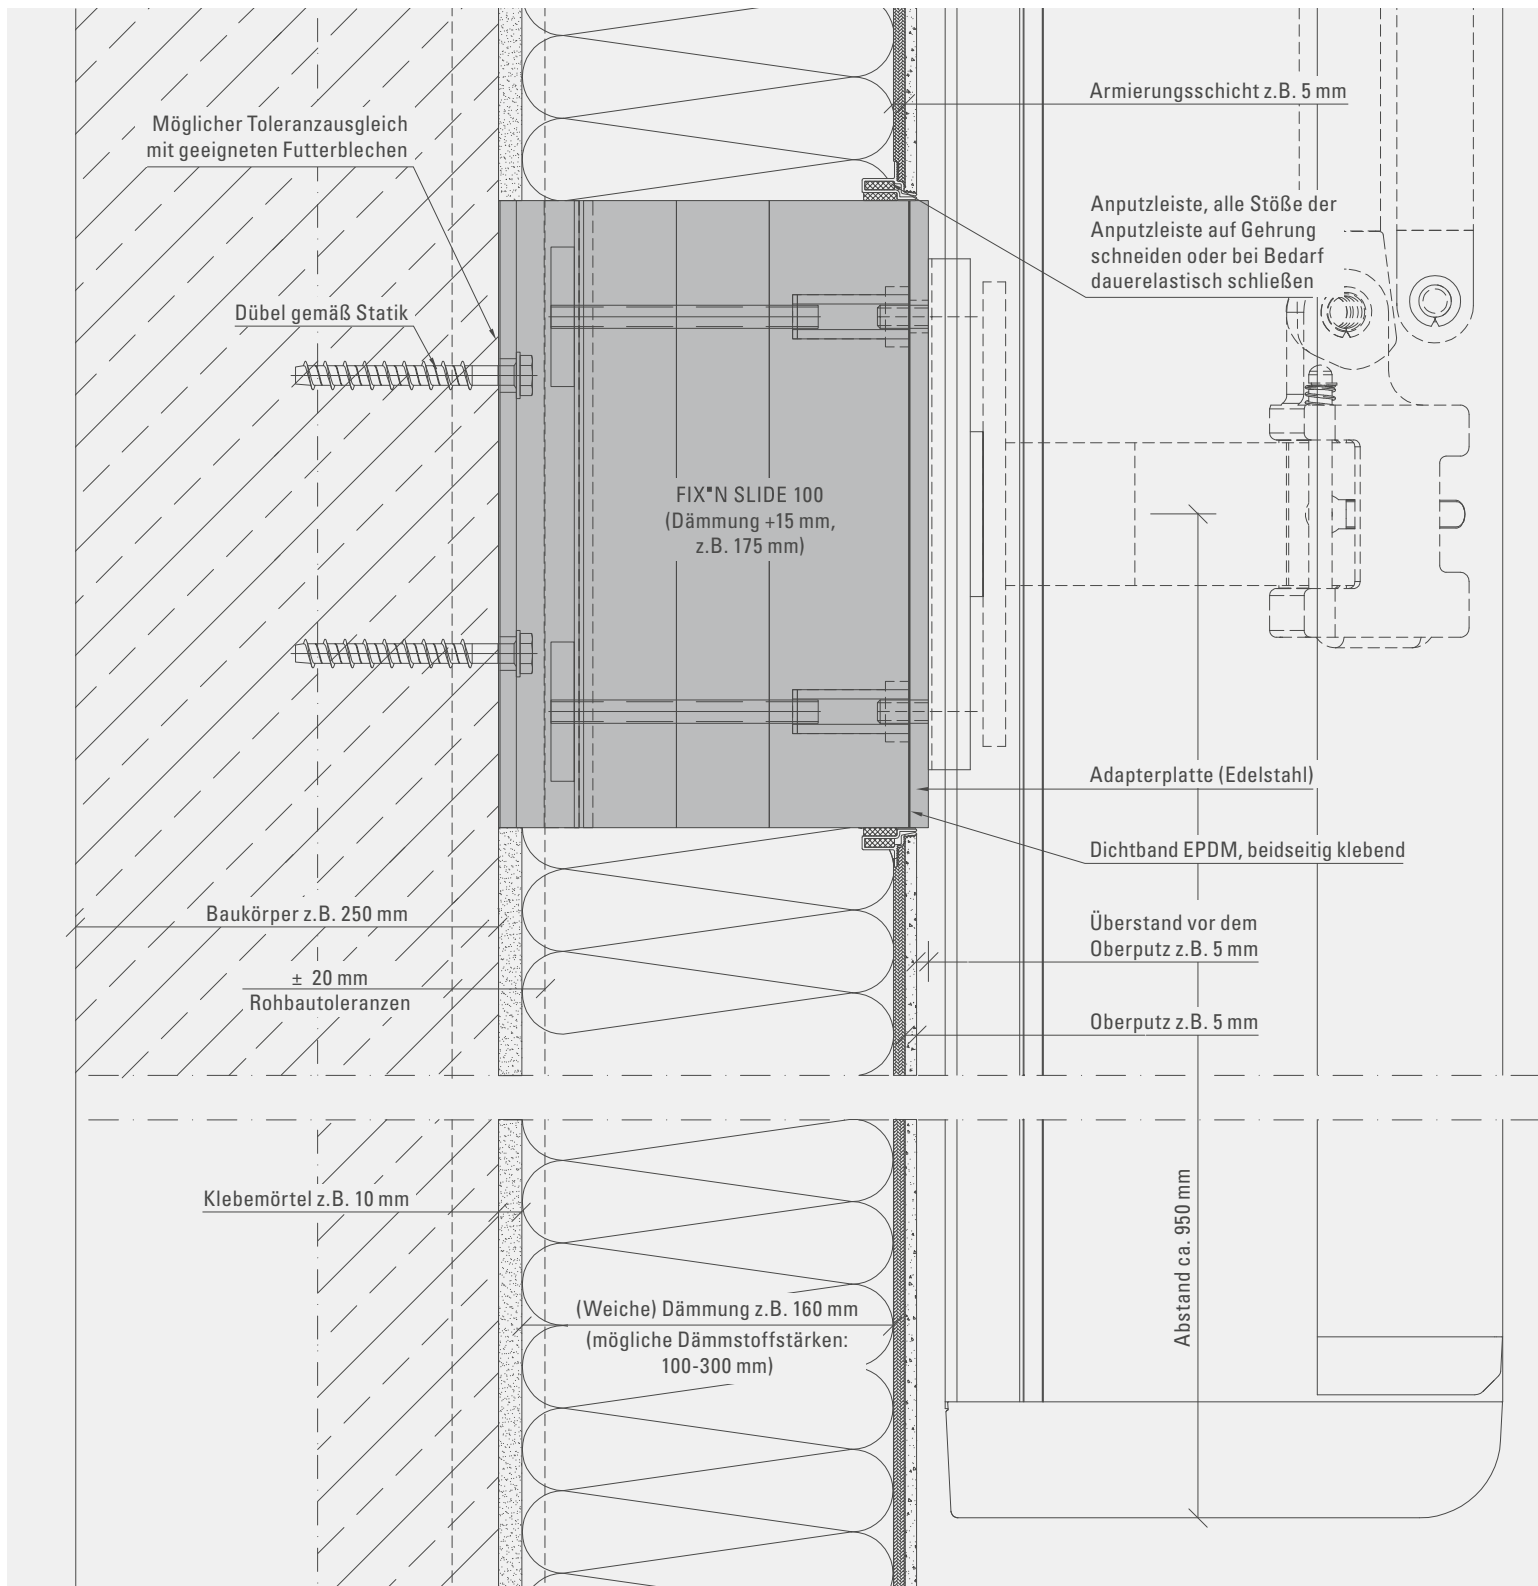 Armierungsschicht z.B. 5 mm
Möglicher Toleranzausgleich
mit geeigneten Futterblechen
Anputzleiste, alle Stöße der
Anputzleiste auf Gehrung
schneiden oder bei Bedarf
dauerelastisch schließen
Dübel gemäß Statik
FIX▪N SLIDE 100
(Dämmung +15 mm,
z.B. 175 mm)
Adapterplatte (Edelstahl)
Dichtband EPDM, beidseitig klebend
Baukörper z.B. 250 mm
Überstand vor dem
Oberputz z.B. 5 mm
± 20 mm
Rohbautoleranzen
Oberputz z.B. 5 mm
Klebemörtel z.B. 10 mm
Abstand ca. 950 mm
(Weiche) Dämmung z.B. 160 mm
(mögliche Dämmstoffstärken:
100-300 mm)